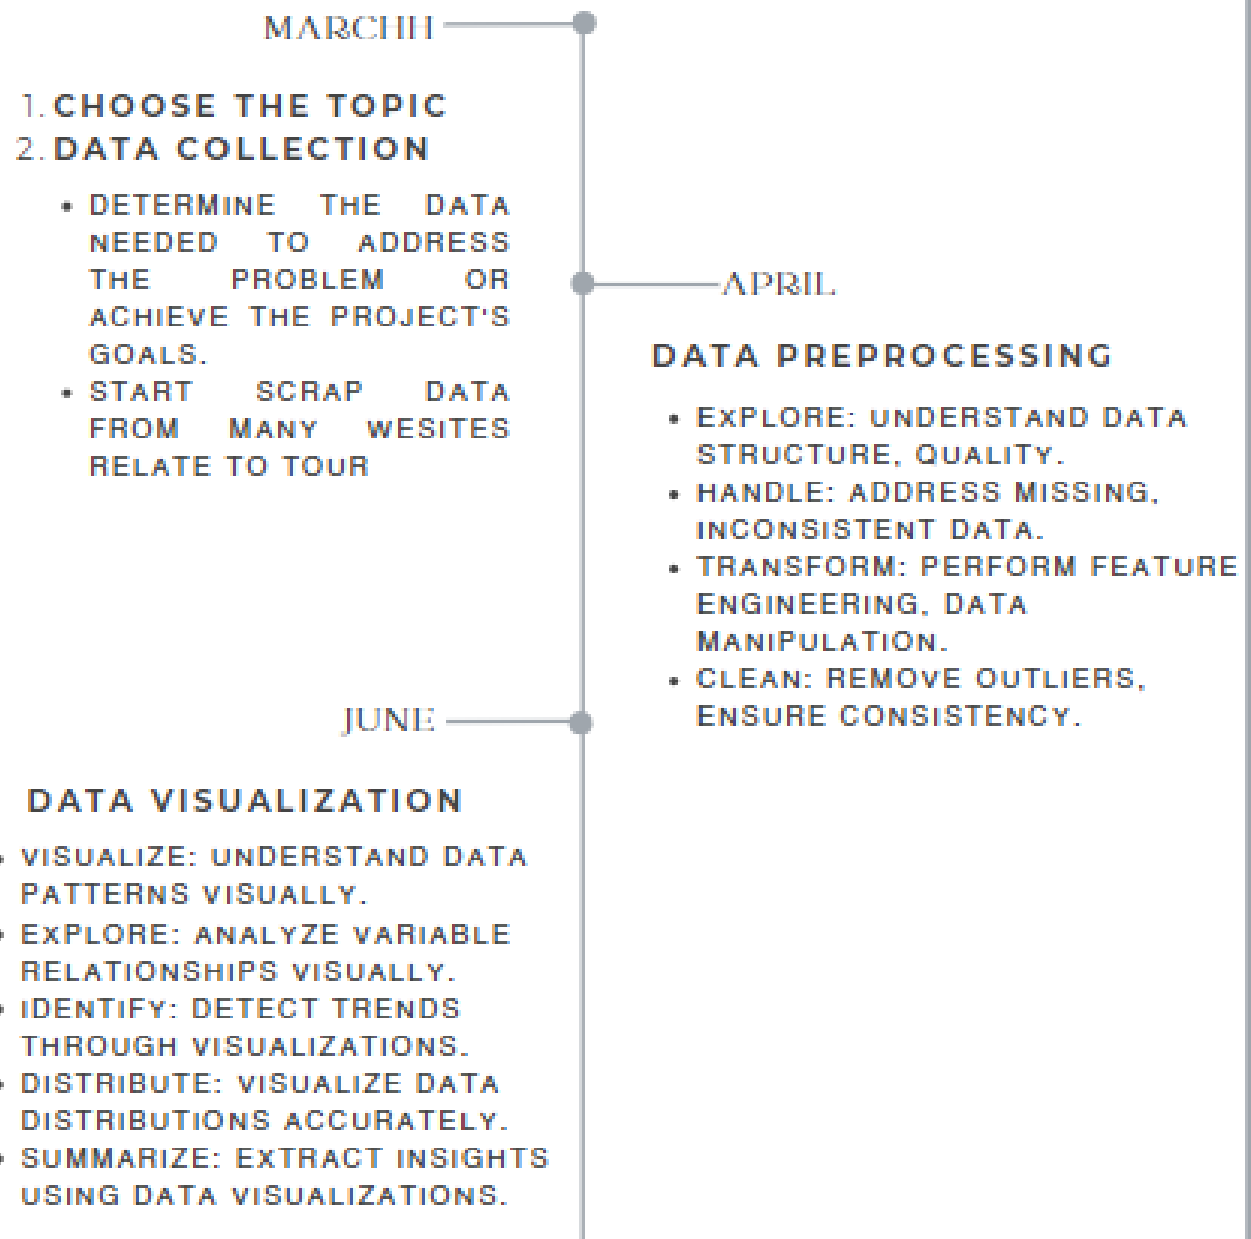 MARCHH
1. CHOOSE THE TOPIC
2. DATA COLLECTION
• DETERMINE THE DATA
NEEDED TO ADDRESS
THE PROBLEM OR
ACHIEVE THE PROJECT'S
GOALS.
• START SCRAP DATA
FROM MANY WESITES
RELATE TO TOUR
APRIL
DATA PREPROCESSING
• EXPLORE: UNDERSTAND DATA
STRUCTURE, QUALITY.
• HANDLE: ADDRESS MISSING,
INCONSISTENT DATA.
• TRANSFORM: PERFORM FEATURE
ENGINEERING, DATA
MANIPULATION.
• CLEAN: REMOVE OUTLIERS,
ENSURE CONSISTENCY.
JUNE
DATA VISUALIZATION
• VISUALIZE: UNDERSTAND DATA
PATTERNS VISUALLY.
• EXPLORE: ANALYZE VARIABLE
RELATIONSHIPS VISUALLY.
• IDENTIFY: DETECT TRENDS
THROUGH VISUALIZATIONS.
• DISTRIBUTE: VISUALIZE DATA
DISTRIBUTIONS ACCURATELY.
• SUMMARIZE: EXTRACT INSIGHTS
USING DATA VISUALIZATIONS.